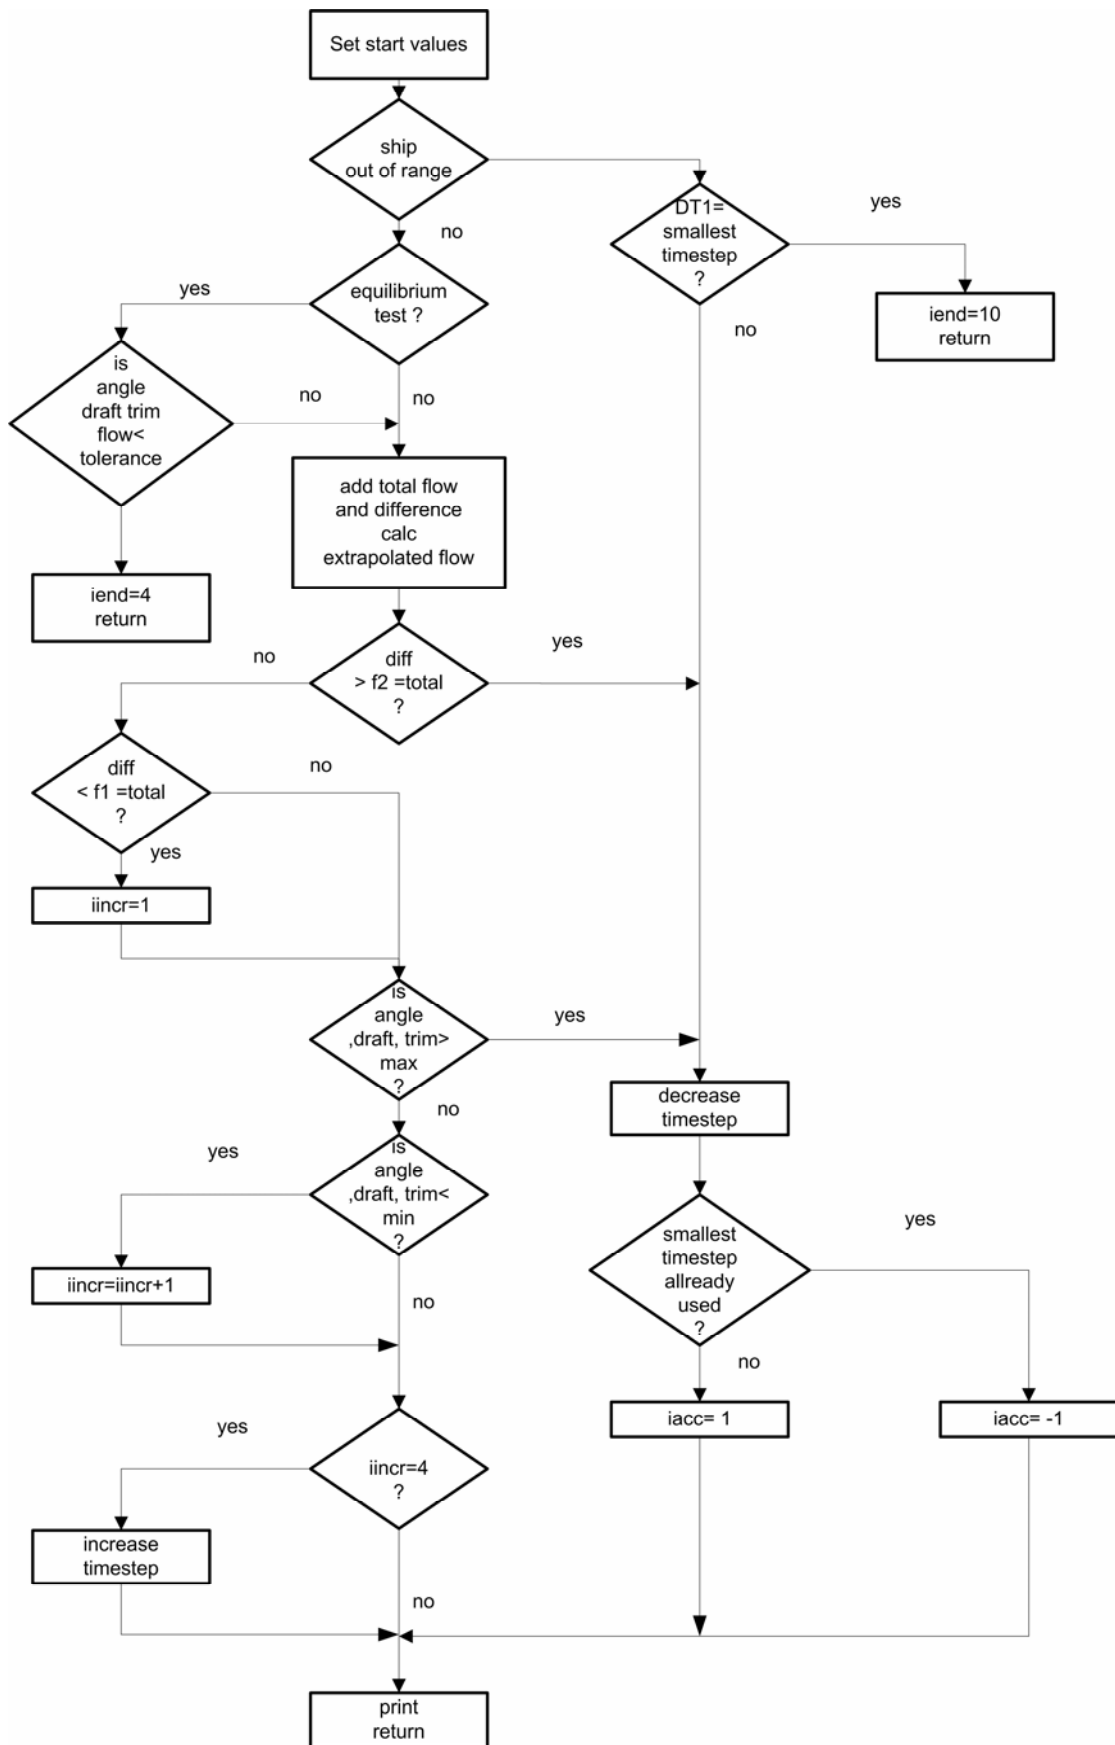 Set start values
ship
out of range
DT1=
smallest
timestep
?
yes
no
iend=10
return
no
equilibrium
test ?
yes
is
angle
draft trim
flow<
tolerance
no
no
add total flow
and difference
calc
extrapolated flow
iend=4
return
diff
> f2 =total
?
yes
no
diff
< f1 =total
?
no
yes
iincr=1
is
angle
,draft, trim>
max
?
yes
no
decrease
timestep
is
angle
,draft, trim<
min
?
yes
no
iincr=iincr+1
smallest
timestep
allready
used
?
yes
no
iacc= 1
iacc= -1
iincr=4
?
yes
no
increase
timestep
print
return